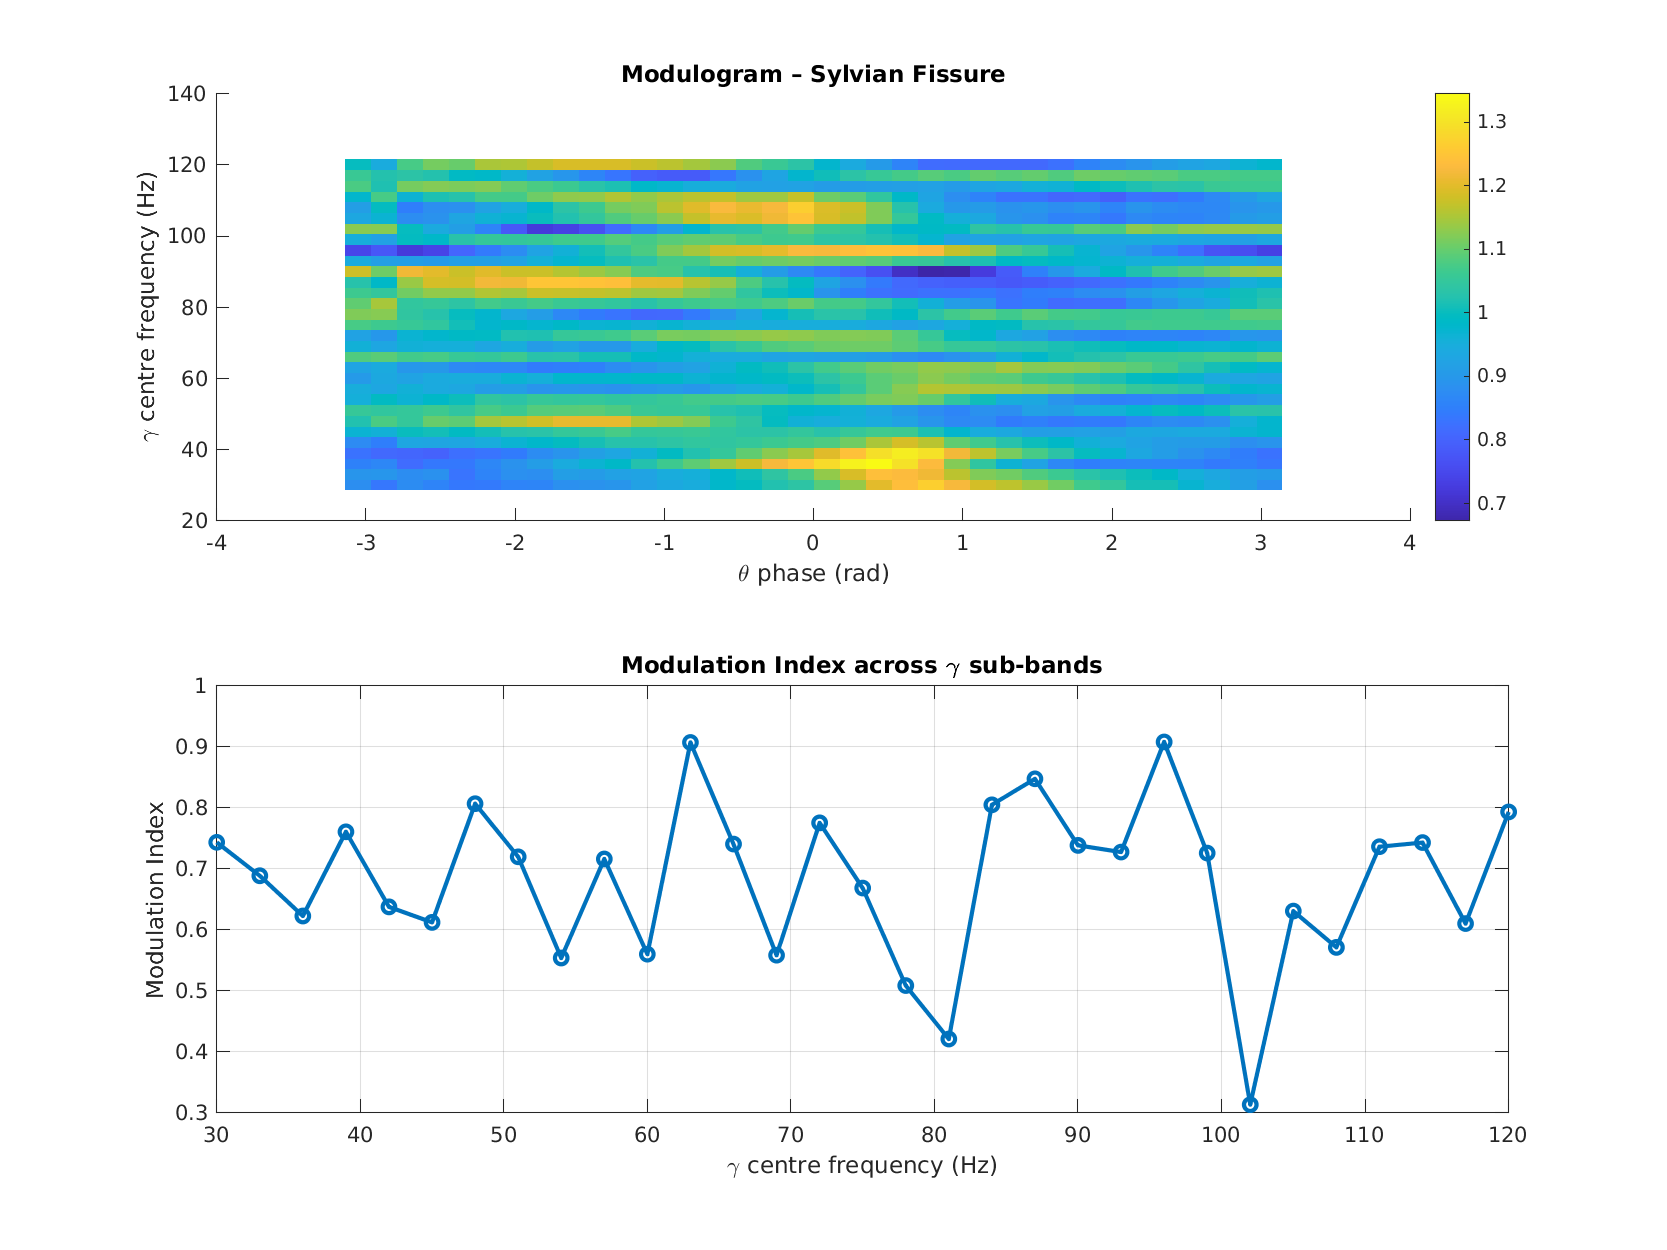 Modulogram – Sylvian Fissure
140
120
100
80
60
40
20
γ centre frequency (Hz)
-4 -3 -2 -1 0 1 2 3 4
θ phase (rad)
1.3
1.2
1.1
1
0.9
0.8
0.7
Modulation Index across γ sub-bands
1
0.9
0.8
0.7
0.6
0.5
0.4
0.3
Modulation Index
30 40 50 60 70 80 90 100 110 120
γ centre frequency (Hz)